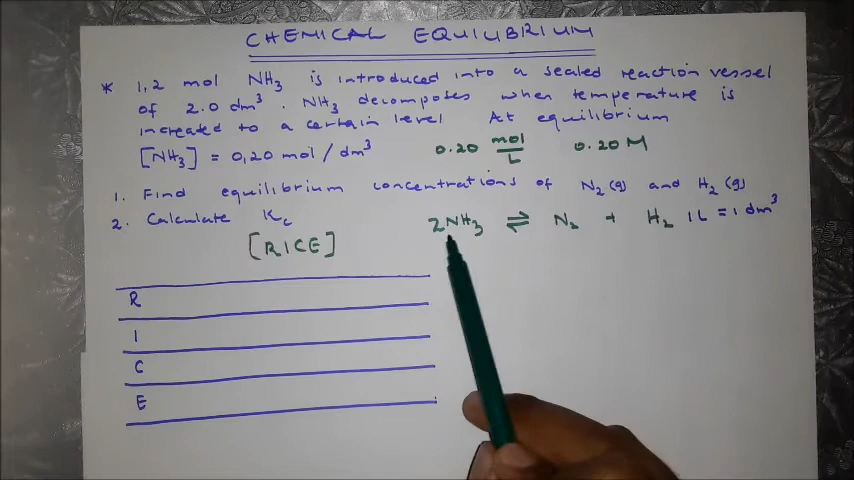 CHEMICAL EQUILIBRIUM
* 1,2 mol NH₃ is introduced into a sealed reaction vessel
of 2.0 dm³. NH₃ decomposes when temperature is
increased to a certain level At equilibrium
[NH₃] = 0,20 mol/dm³ 0.20 mol/L 0.20 M
1. Find equilibrium concentrations of N₂(g) and H₂(g)
2. Calculate Kc 2NH₃ ⇌ N₂ + H₂ 1L = 1 dm³
[RICE]
R
I
C
E